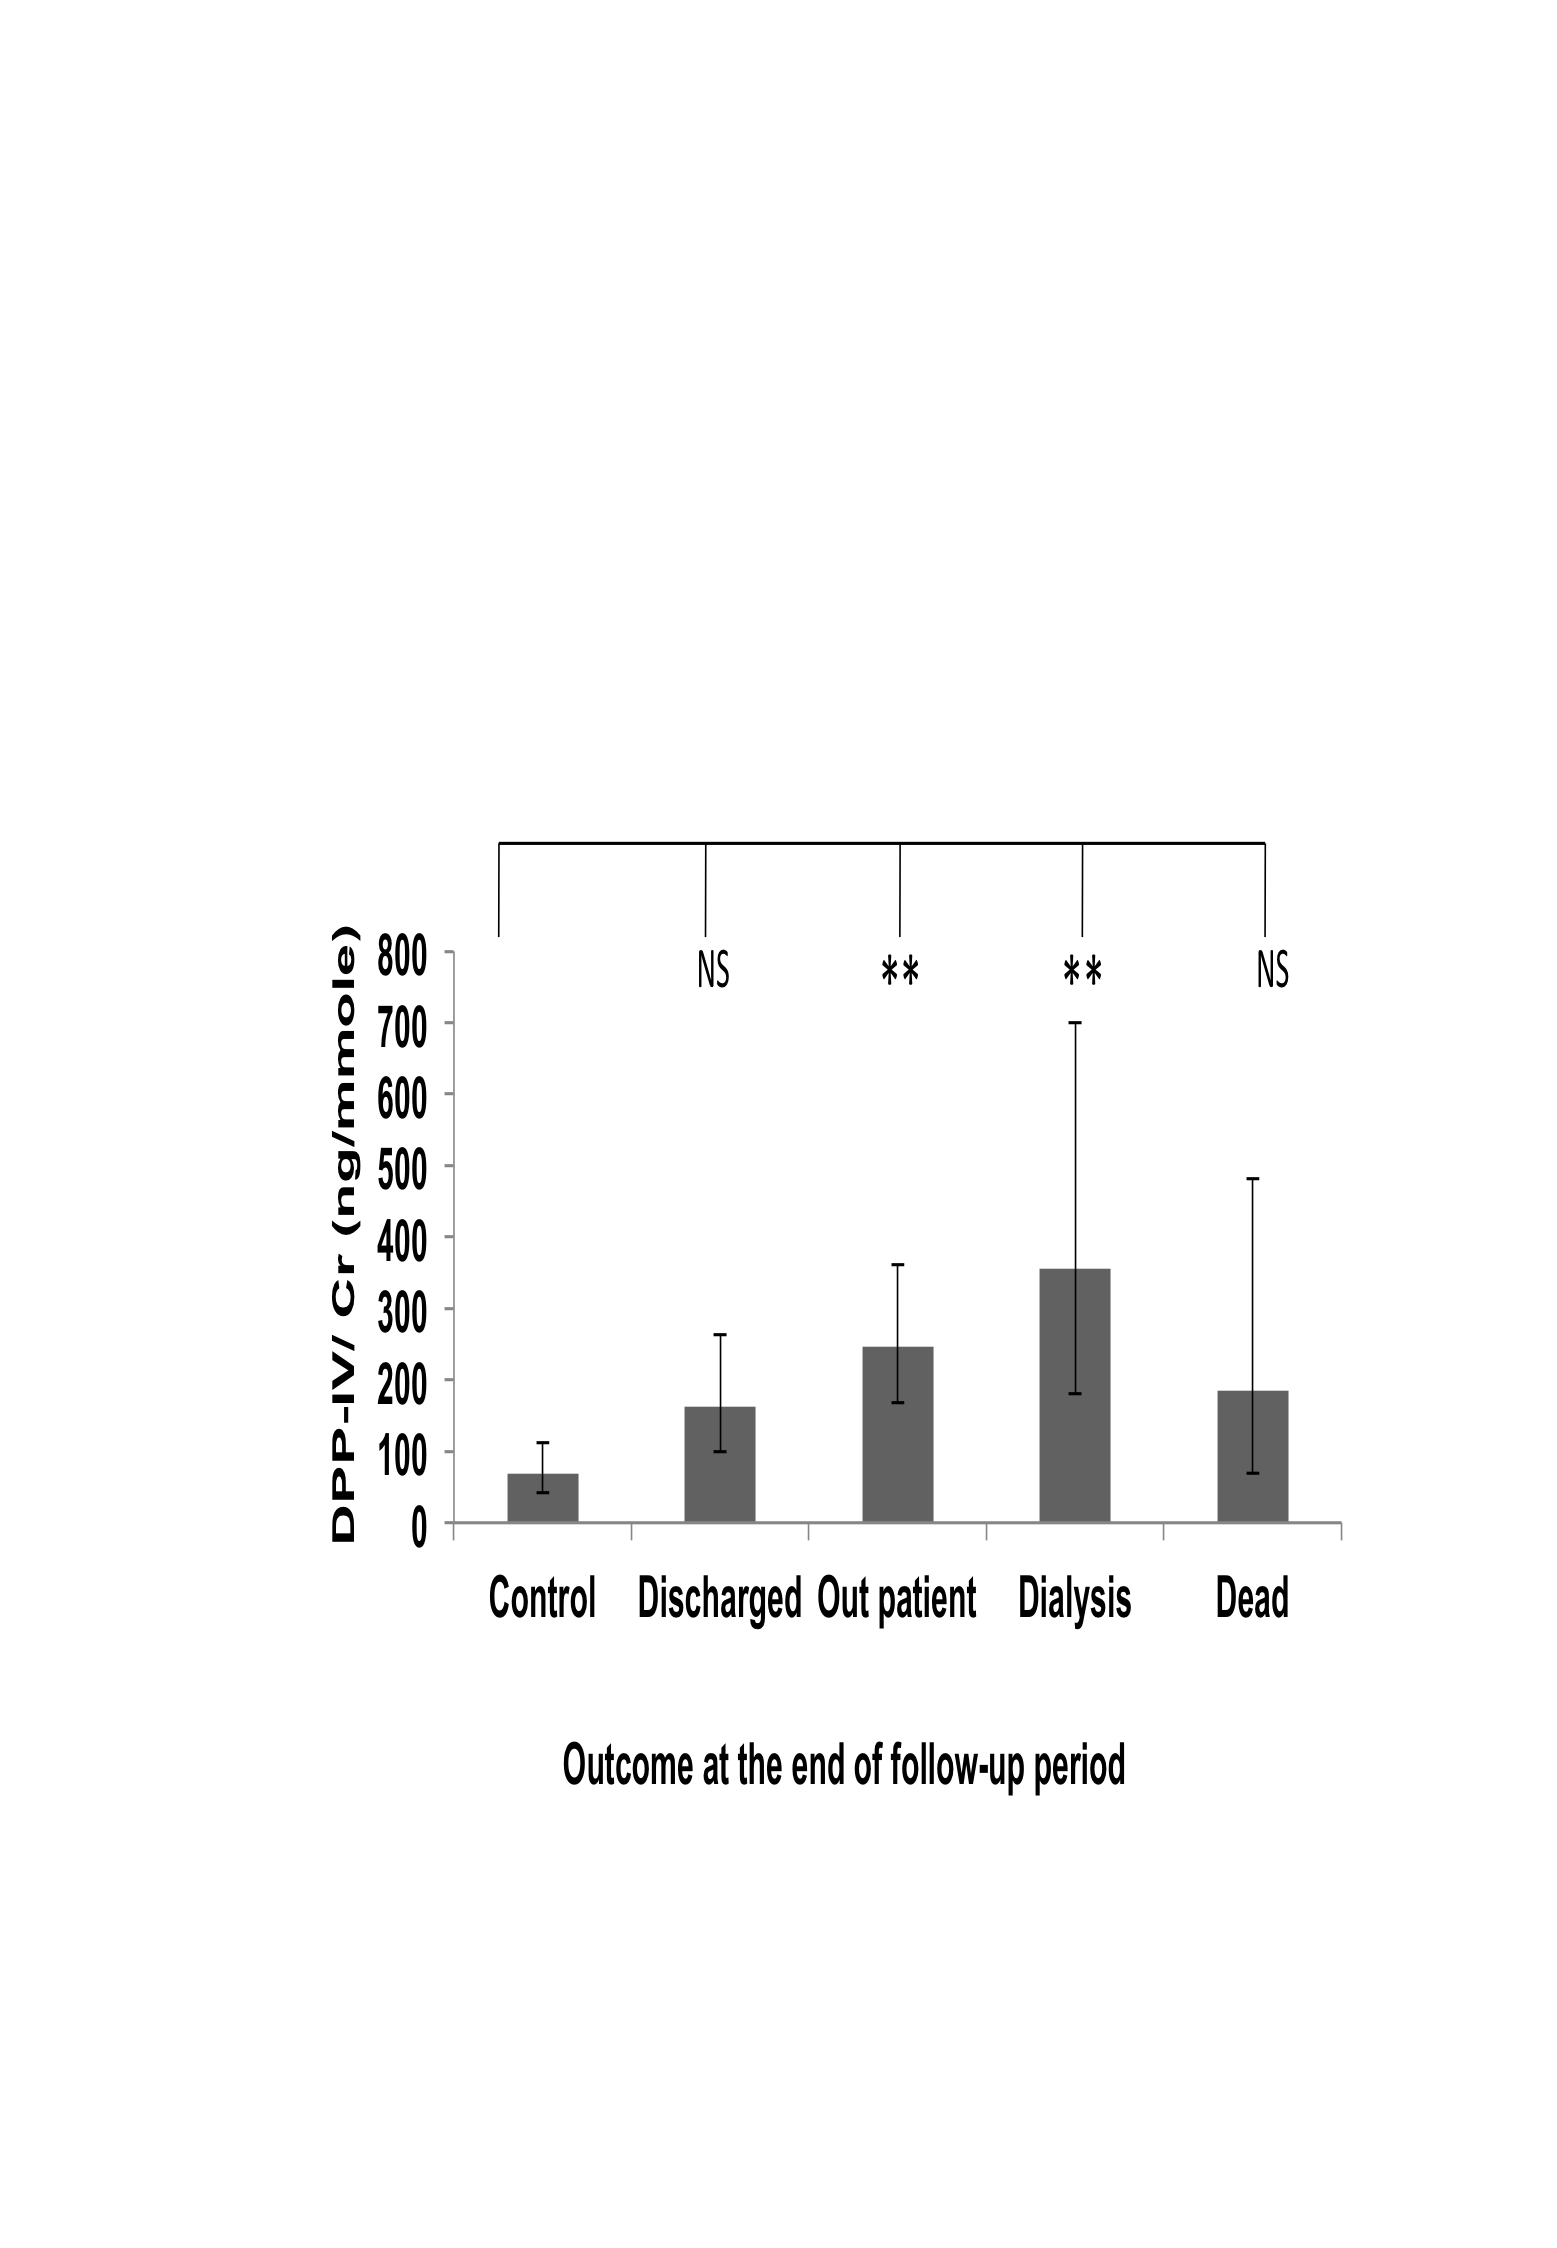 DPP-IV/ Cr (ng/mmole)
800
700
600
500
400
300
200
100
0
NS
**
**
NS
Control
Discharged
Out patient
Dialysis
Dead
Outcome at the end of follow-up period